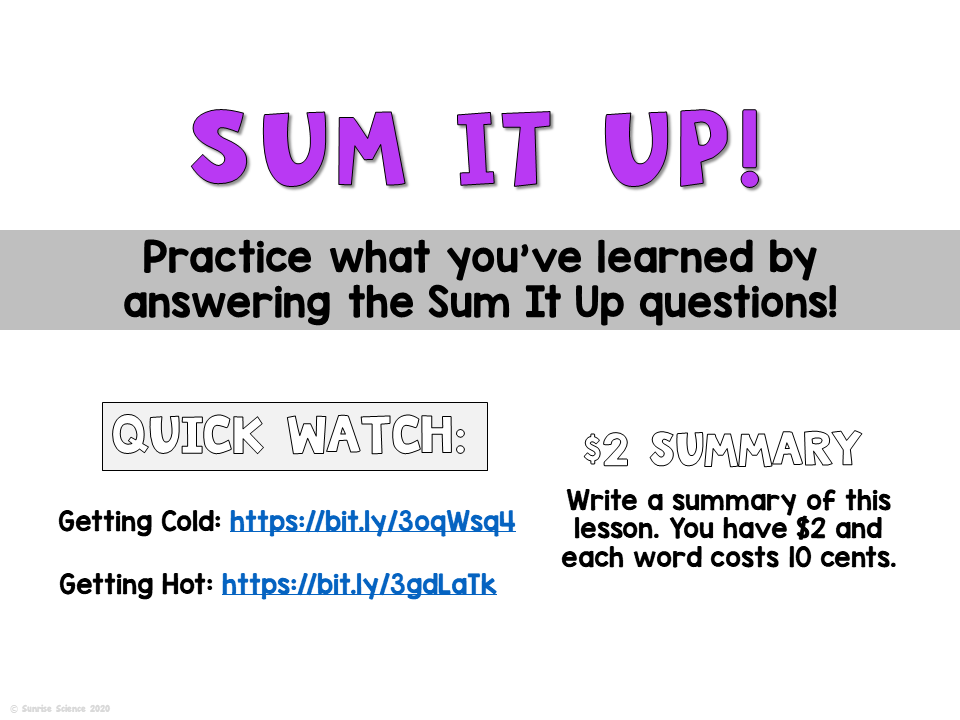 SUM IT UP!
Practice what you've learned by
answering the Sum It Up questions!
QUICK WATCH:
Getting Cold: https://bit.ly/3oqWsq4
Getting Hot: https://bit.ly/3gdLaTk
$2 SUMMARY
Write a summary of this
lesson. You have $2 and
each word costs 10 cents.
© Sunrise Science 2020